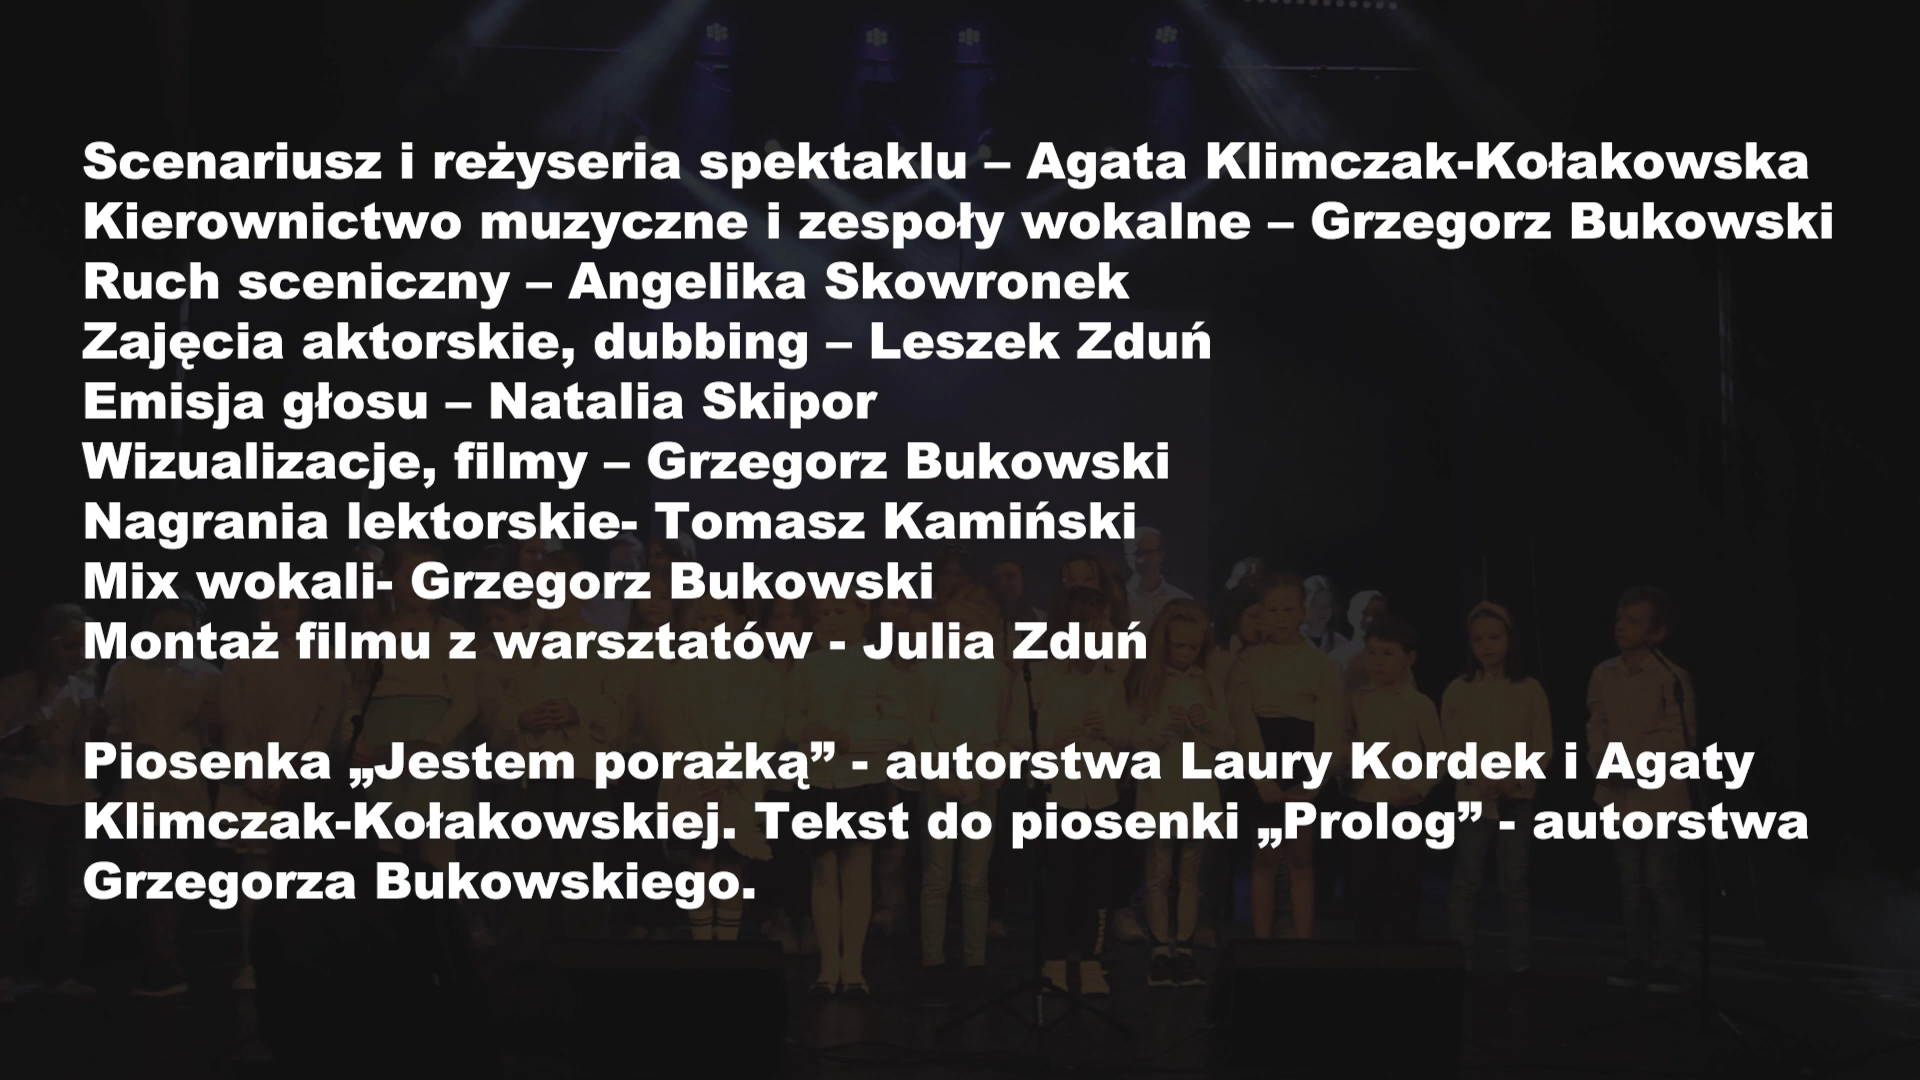 Scenariusz i reżyseria spektaklu – Agata Klimczak-Kołakowska
Kierownictwo muzyczne i zespoły wokalne – Grzegorz Bukowski
Ruch sceniczny – Angelika Skowronek
Zajęcia aktorskie, dubbing – Leszek Zduń
Emisja głosu – Natalia Skipor
Wizualizacje, filmy – Grzegorz Bukowski
Nagrania lektorskie- Tomasz Kamiński
Mix wokali- Grzegorz Bukowski
Montaż filmu z warsztatów - Julia Zduń
Piosenka „Jestem porażką” - autorstwa Laury Kordek i Agaty
Klimczak-Kołakowskiej. Tekst do piosenki „Prolog” - autorstwa
Grzegorza Bukowskiego.